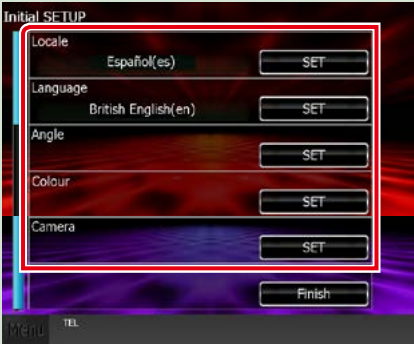 Initial SETUP
Locale
Español(es)
SET
Language
British English(en)
SET
Angle
SET
Colour
SET
Camera
SET
Finish
Menu
TEL